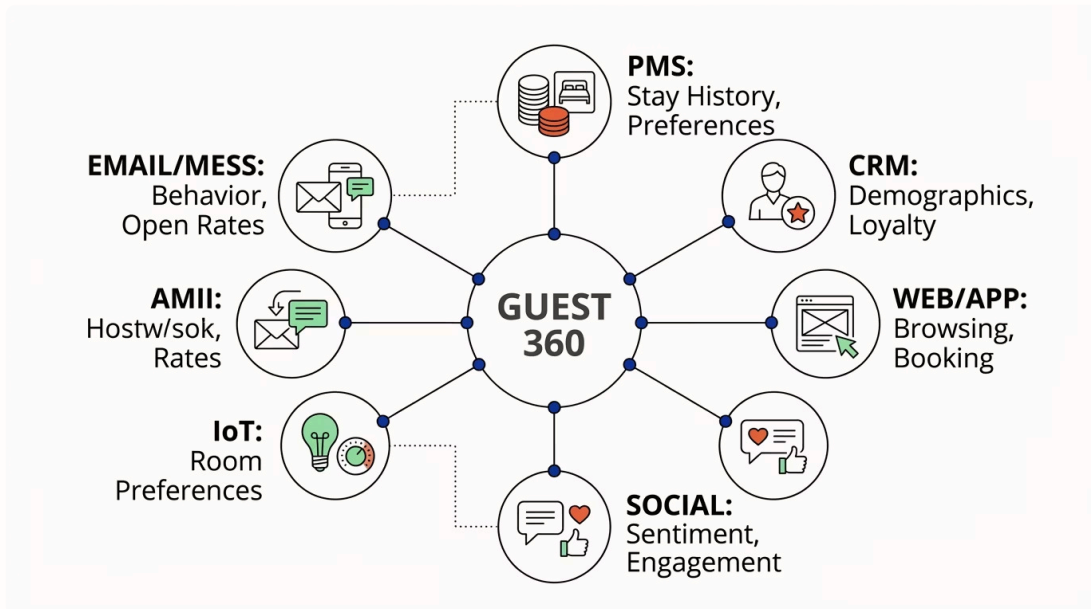 PMS:
Stay History,
Preferences
EMAIL/MESS:
Behavior,
Open Rates
CRM:
Demographics,
Loyalty
AMII:
Hostw/sok,
Rates
GUEST
360
WEB/APP:
Browsing,
Booking
IoT:
Room
Preferences
SOCIAL:
Sentiment,
Engagement